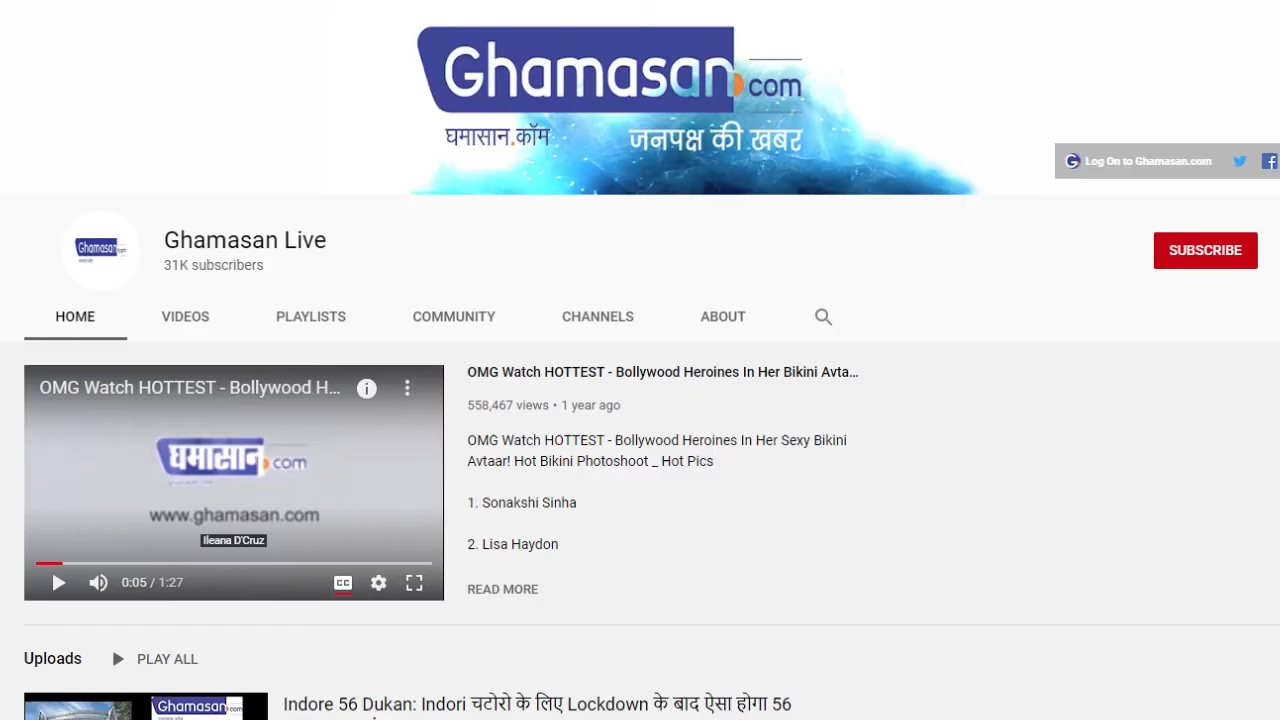 Ghamasan.com
घमासान.कॉम
जनपक्ष की खबर
Log On to Ghamasan.com
Ghamasan.com
Ghamasan Live
31K subscribers
SUBSCRIBE
HOME VIDEOS PLAYLISTS COMMUNITY CHANNELS ABOUT
OMG Watch HOTTEST - Bollywood H...
घमासान.com
www.ghamasan.com
Ileana D'Cruz
0:05 / 1:27
CC
OMG Watch HOTTEST - Bollywood Heroines In Her Bikini Avta...
558,467 views • 1 year ago
OMG Watch HOTTEST - Bollywood Heroines In Her Sexy Bikini
Avtaar! Hot Bikini Photoshoot _ Hot Pics
1. Sonakshi Sinha
2. Lisa Haydon
READ MORE
Uploads PLAY ALL
Ghamasan.com
Indore 56 Dukan: Indori चटोरो के लिए Lockdown के बाद ऐसा होगा 56